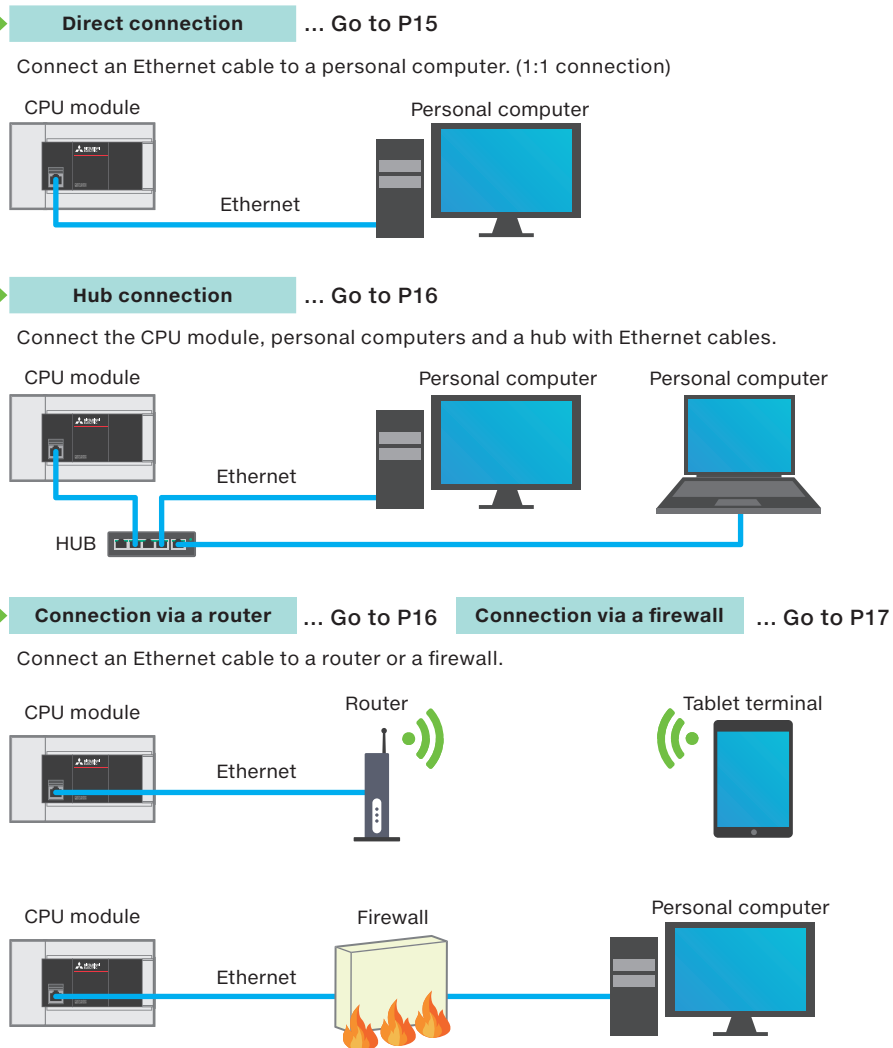 Direct connection ... Go to P15
Connect an Ethernet cable to a personal computer. (1:1 connection)
CPU module
Personal computer
Ethernet
Hub connection ... Go to P16
Connect the CPU module, personal computers and a hub with Ethernet cables.
CPU module
Personal computer
Personal computer
Ethernet
HUB
Connection via a router ... Go to P16 Connection via a firewall ... Go to P17
Connect an Ethernet cable to a router or a firewall.
CPU module
Router
Tablet terminal
Ethernet
CPU module
Firewall
Personal computer
Ethernet